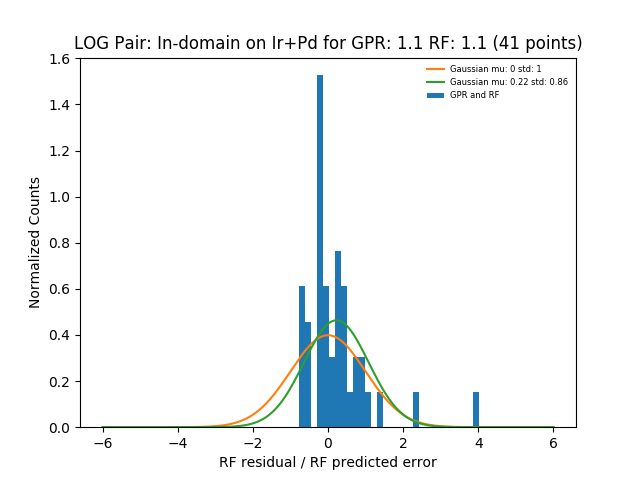 LOG Pair: In-domain on Ir+Pd for GPR: 1.1 RF: 1.1 (41 points)
Gaussian mu: 0 std: 1
Gaussian mu: 0.22 std: 0.86
GPR and RF
Normalized Counts
1.6
1.4
1.2
1.0
0.8
0.6
0.4
0.2
0.0
−6 −4 −2 0 2 4 6
RF residual / RF predicted error